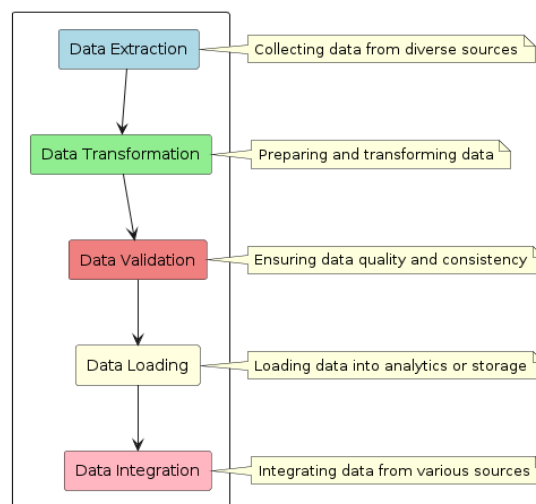 Data Extraction
Collecting data from diverse sources
Data Transformation
Preparing and transforming data
Data Validation
Ensuring data quality and consistency
Data Loading
Loading data into analytics or storage
Data Integration
Integrating data from various sources